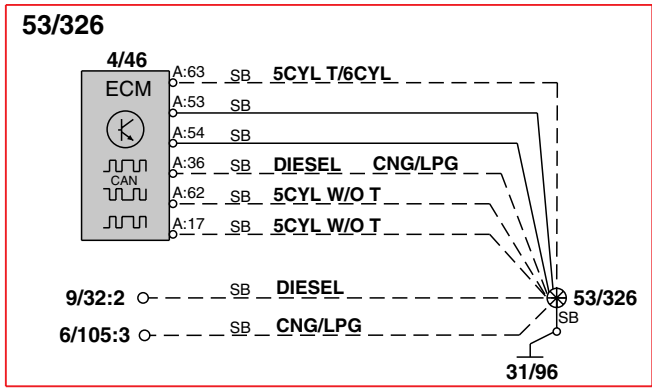 53/326
4/46
ECM
CAN
A:63 SB 5CYL T/6CYL
A:53 SB
A:54 SB
A:36 SB DIESEL CNG/LPG
A:62 SB 5CYL W/O T
A:17 SB 5CYL W/O T
9/32:2 SB DIESEL
53/326
6/105:3 SB CNG/LPG
SB
31/96